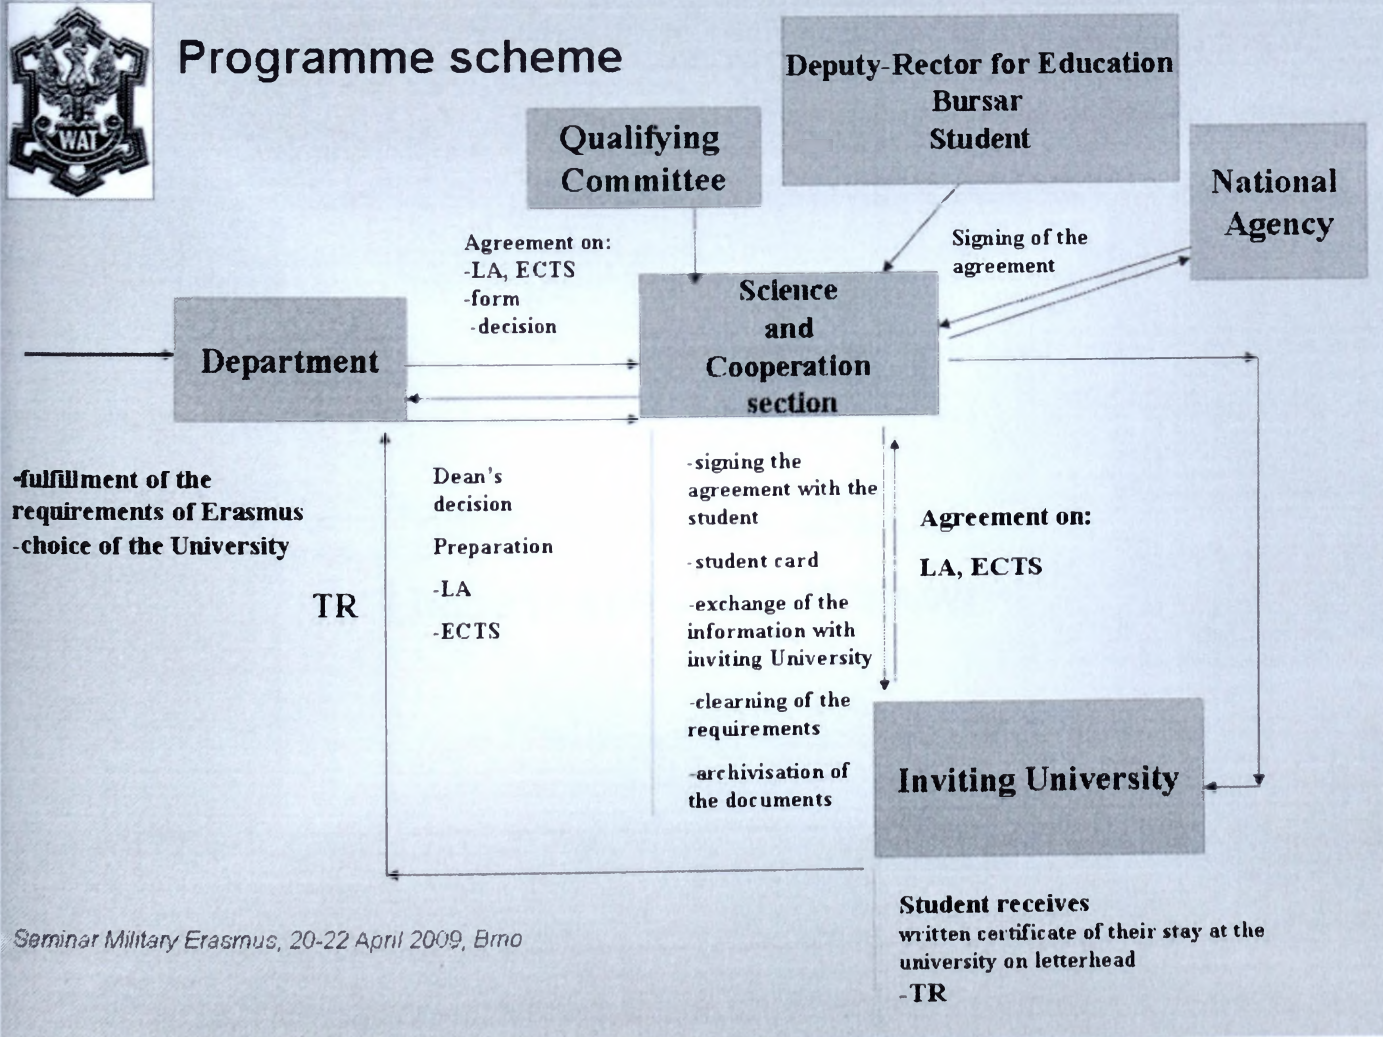 WAT
Programme scheme
Deputy-Rector for Education
Bursar
Student
Qualifying
Committee
National
Agency
Agreement on:
-LA, ECTS
-form
-decision
Signing of the
agreement
Science
and
Cooperation
section
Department
-fulfillment of the
requirements of Erasmus
-choice of the University
TR
Dean's
decision
Preparation
-LA
-ECTS
-signing the
agreement with the
student
-student card
-exchange of the
information with
inviting University
-clearning of the
requirements
-archivisation of
the documents
Agreement on:
LA, ECTS
Inviting University
Student receives
written certificate of their stay at the
university on letterhead
-TR
Seminar Military Erasmus, 20-22 April 2009, Brno